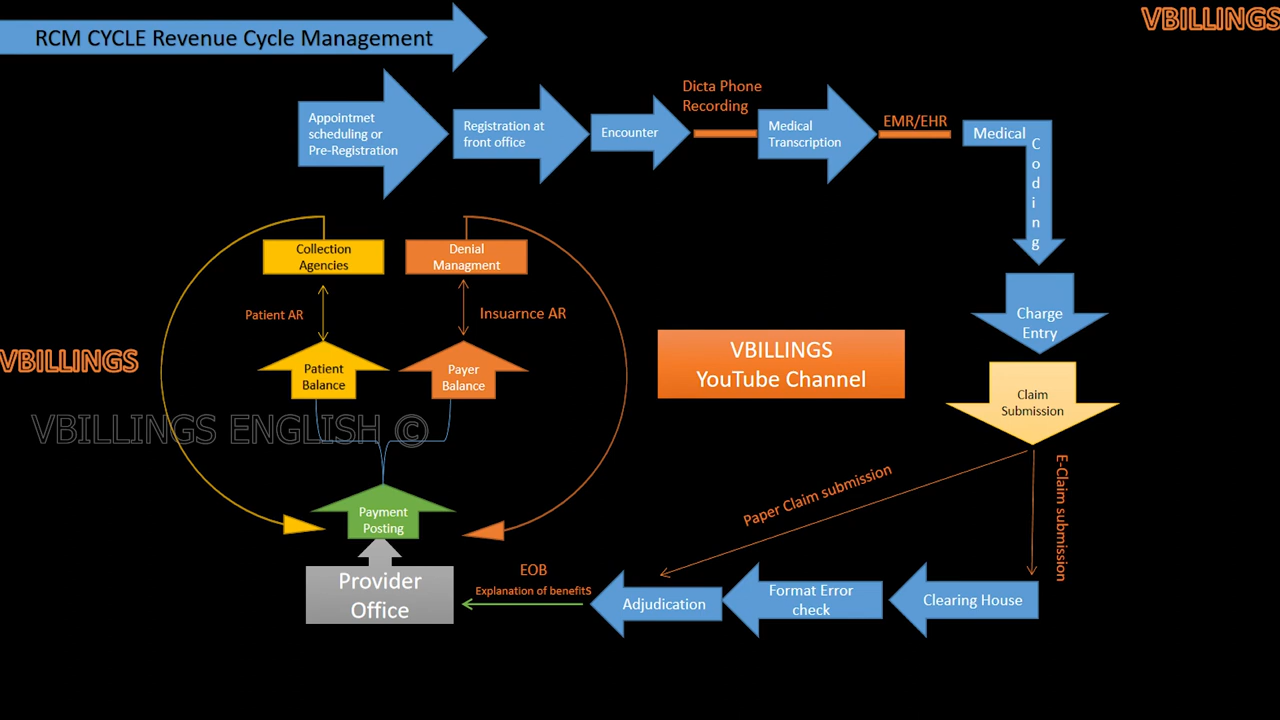 VBILLINGS
RCM CYCLE Revenue Cycle Management
Appointmet
scheduling or
Pre-Registration
Registration at
front office
Encounter
Dicta Phone
Recording
Medical
Transcription
EMR/EHR
Medical
Coding
Charge
Entry
Claim
Submission
Paper Claim submission
E-Claim submission
Clearing House
Format Error
check
Adjudication
EOB
Explanation of benefitS
Provider
Office
Payment
Posting
Patient
Balance
Payer
Balance
Patient AR
Insuarnce AR
Collection
Agencies
Denial
Managment
VBILLINGS
YouTube Channel
VBILLINGS
VBILLINGS ENGLISH ©